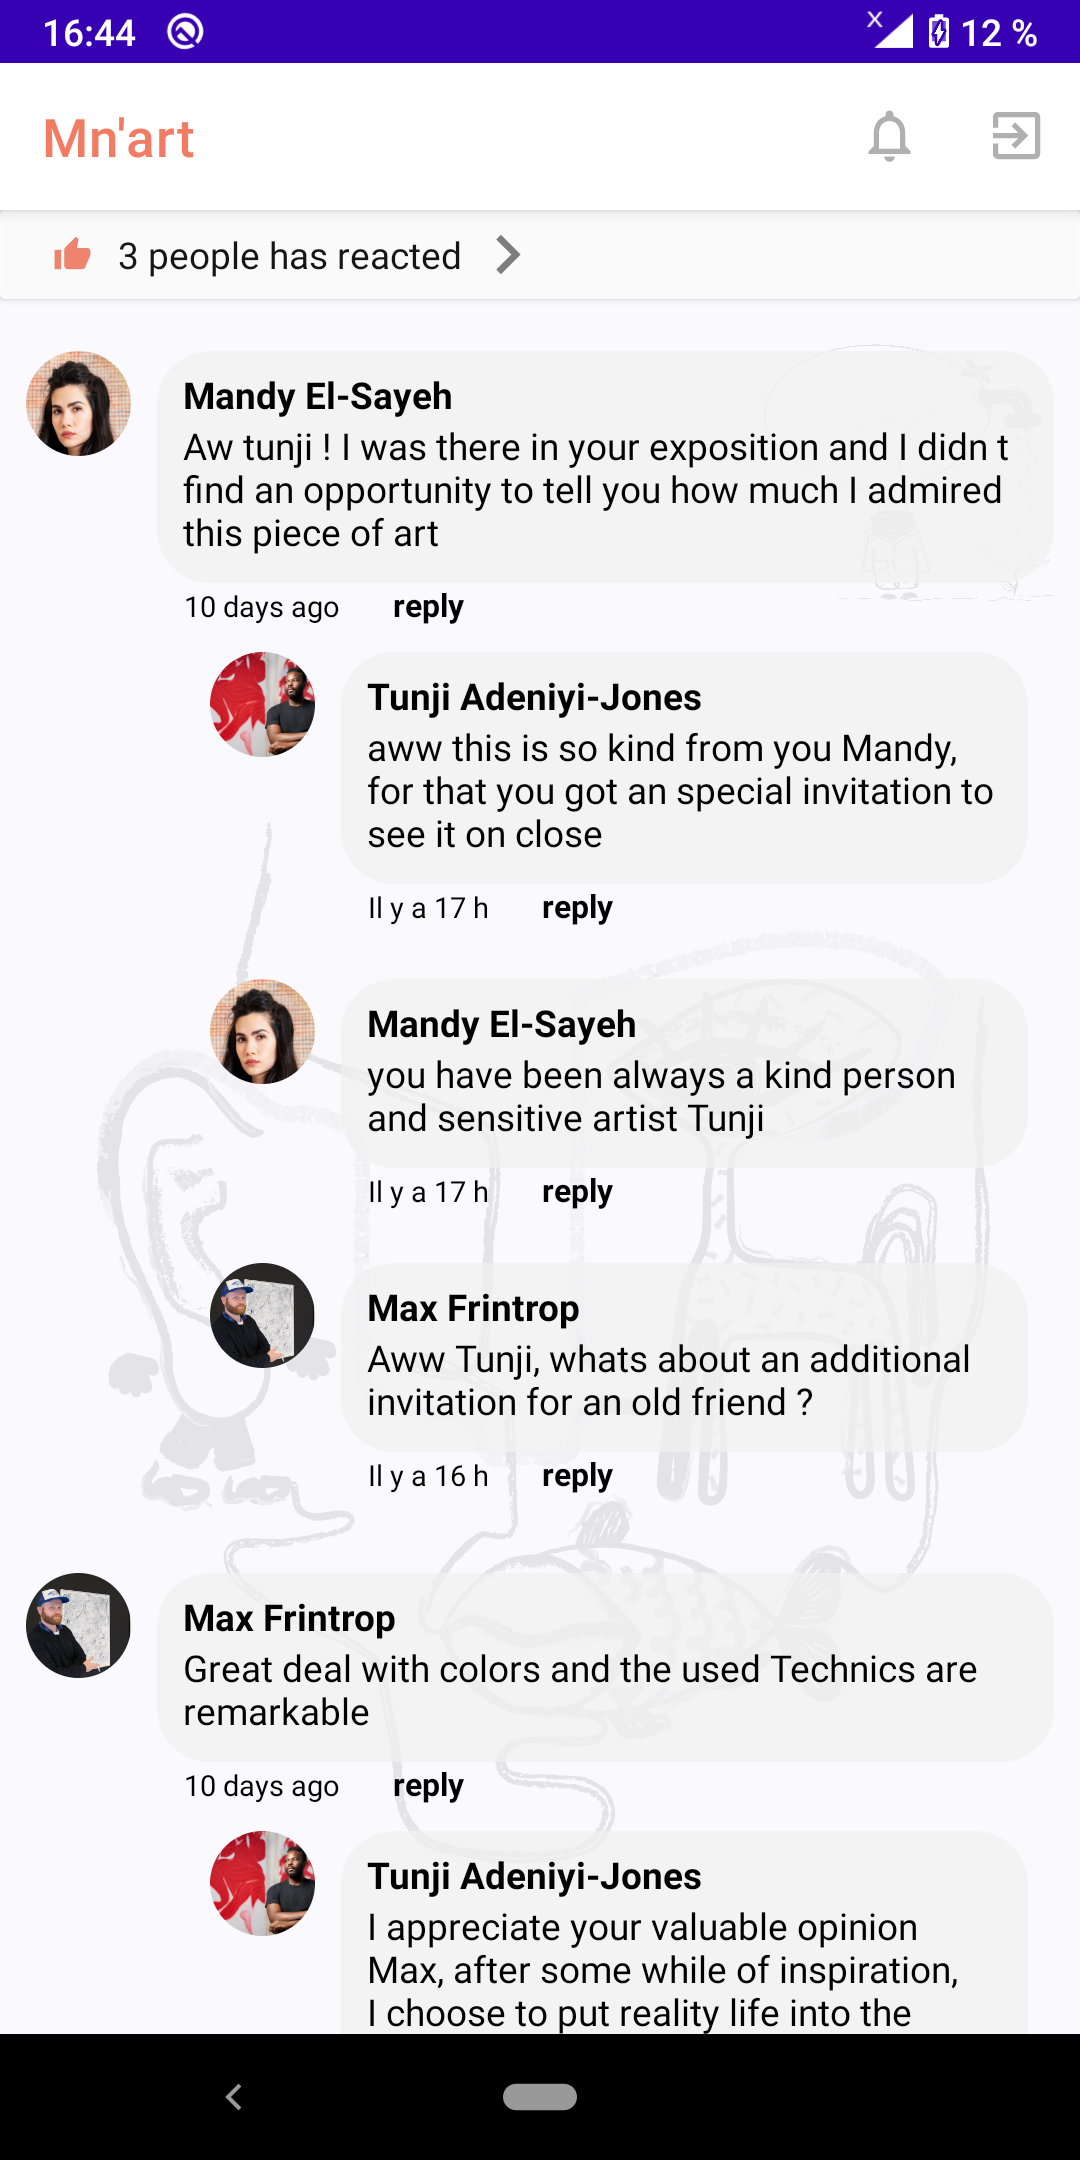 16:44
12 %
Mn'art
3 people has reacted
Mandy El-Sayeh
Aw tunji ! I was there in your exposition and I didn t
find an opportunity to tell you how much I admired
this piece of art
10 days ago reply
Tunji Adeniyi-Jones
aww this is so kind from you Mandy,
for that you got an special invitation to
see it on close
Il y a 17 h reply
Mandy El-Sayeh
you have been always a kind person
and sensitive artist Tunji
Il y a 17 h reply
Max Frintrop
Aww Tunji, whats about an additional
invitation for an old friend ?
Il y a 16 h reply
Max Frintrop
Great deal with colors and the used Technics are
remarkable
10 days ago reply
Tunji Adeniyi-Jones
I appreciate your valuable opinion
Max, after some while of inspiration,
I choose to put reality life into the